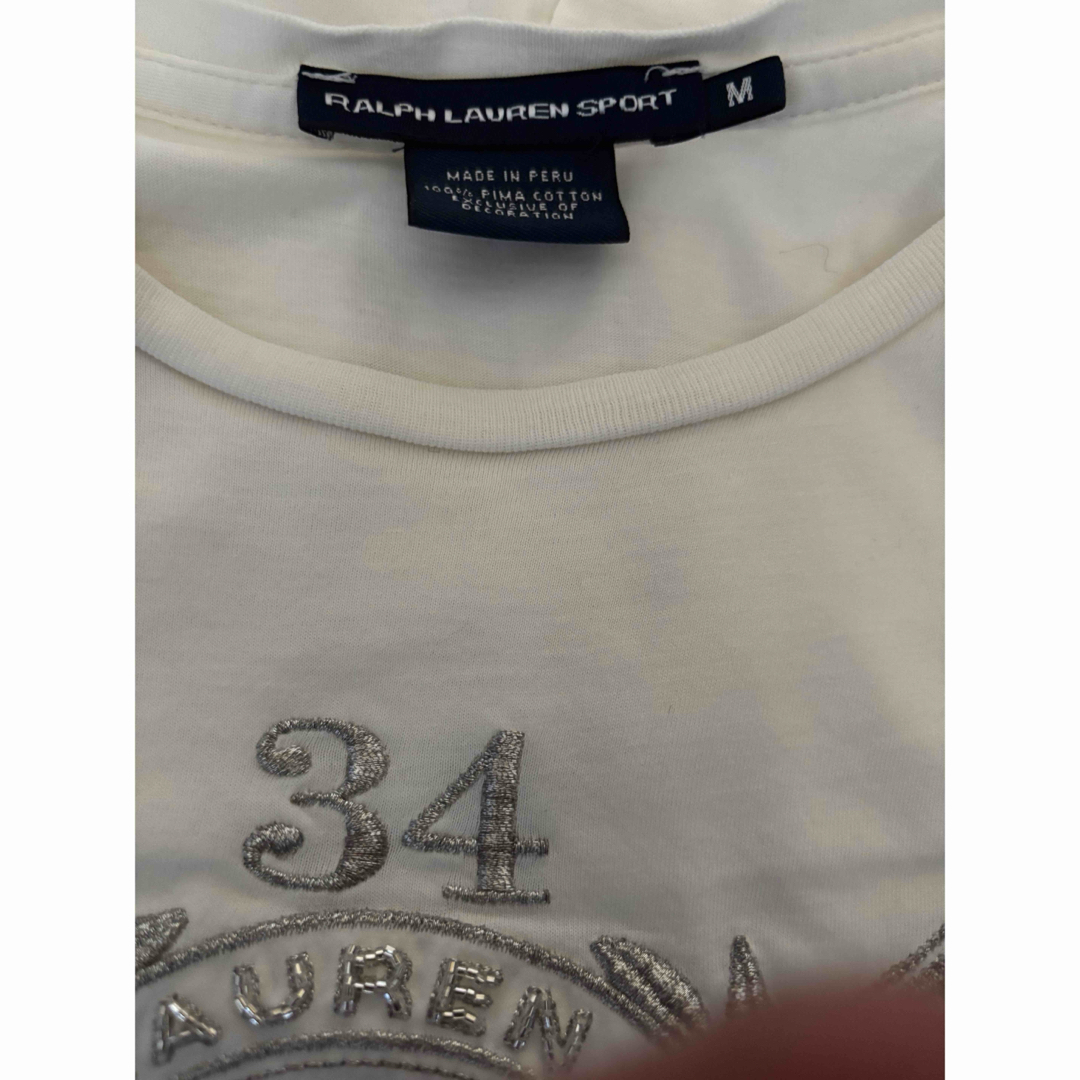 RALPH LAUREN SPORT M
MADE IN PERU
100% PIMA COTTON
EXCLUSIVE OF
DECORATION
34
AUREN